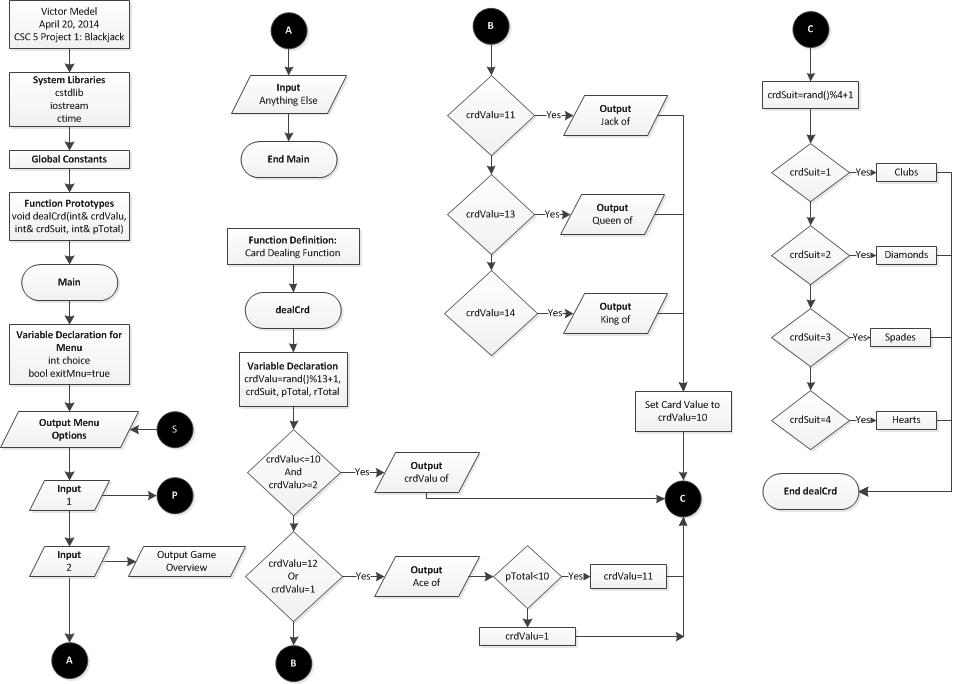 Victor Medel
April 20, 2014
CSC 5 Project 1: Blackjack
System Libraries
cstdlib
iostream
ctime
Global Constants
Function Prototypes
void dealCrd(int& crdValu,
int& crdSuit, int& pTotal)
Main
Variable Declaration for
Menu
int choice
bool exitMnu=true
Output Menu
Options
S
Input
1
P
Input
2
Output Game
Overview
A
A
Input
Anything Else
End Main
Function Definition:
Card Dealing Function
dealCrd
Variable Declaration
crdValu=rand()%13+1,
crdSuit, pTotal, rTotal
crdValu<=10
And
crdValu>=2
Yes
Output
crdValu of
crdValu=12
Or
crdValu=1
Yes
Output
Ace of
pTotal<10
Yes
crdValu=11
crdValu=1
B
B
crdValu=11
Yes
Output
Jack of
crdValu=13
Yes
Output
Queen of
crdValu=14
Yes
Output
King of
Set Card Value to
crdValu=10
C
C
crdSuit=rand()%4+1
crdSuit=1
Yes
Clubs
crdSuit=2
Yes
Diamonds
crdSuit=3
Yes
Spades
crdSuit=4
Yes
Hearts
End dealCrd